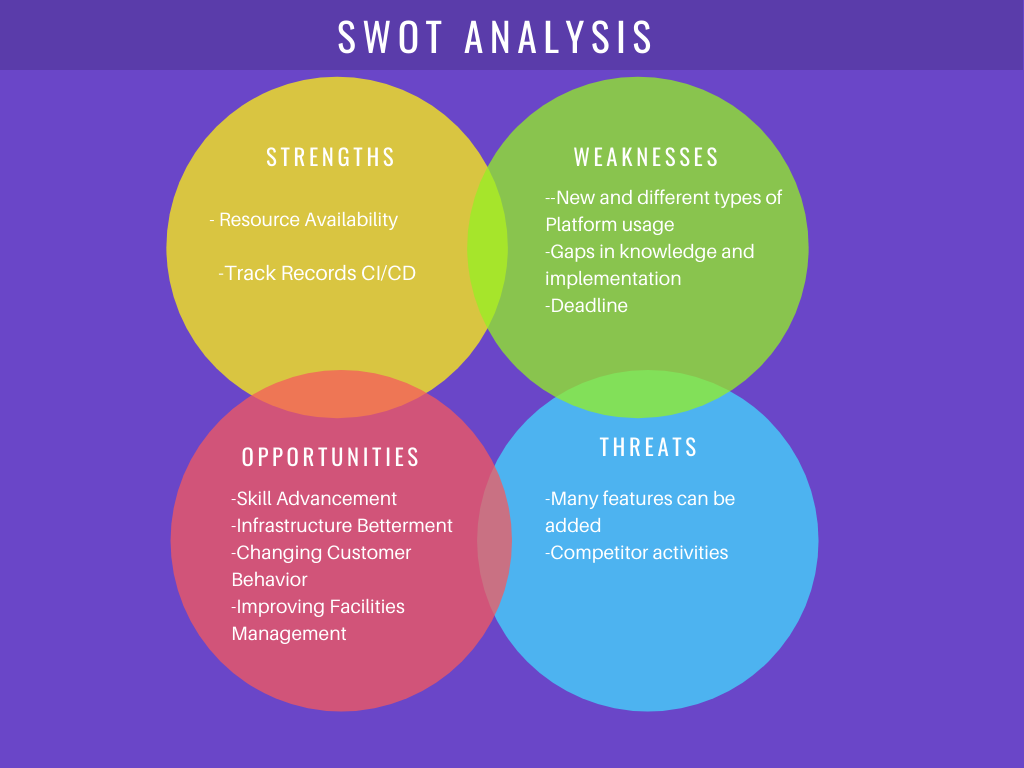 SWOT ANALYSIS
STRENGTHS
- Resource Availability
-Track Records CI/CD
WEAKNESSES
--New and different types of
Platform usage
-Gaps in knowledge and
implementation
-Deadline
OPPORTUNITIES
-Skill Advancement
-Infrastructure Betterment
-Changing Customer
Behavior
-Improving Facilities
Management
THREATS
-Many features can be
added
-Competitor activities